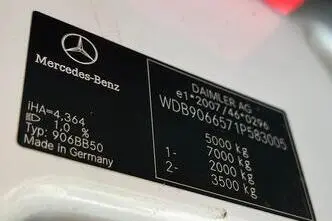 Mercedes-Benz
iHA=4,364
1,0 %
Typ: 906BB50
Made in Germany
DAIMLER AG
e1*2007/46*0296
WDB9066571P583005
5000 kg
1- 7000 kg
2- 2000 kg
3500 kg